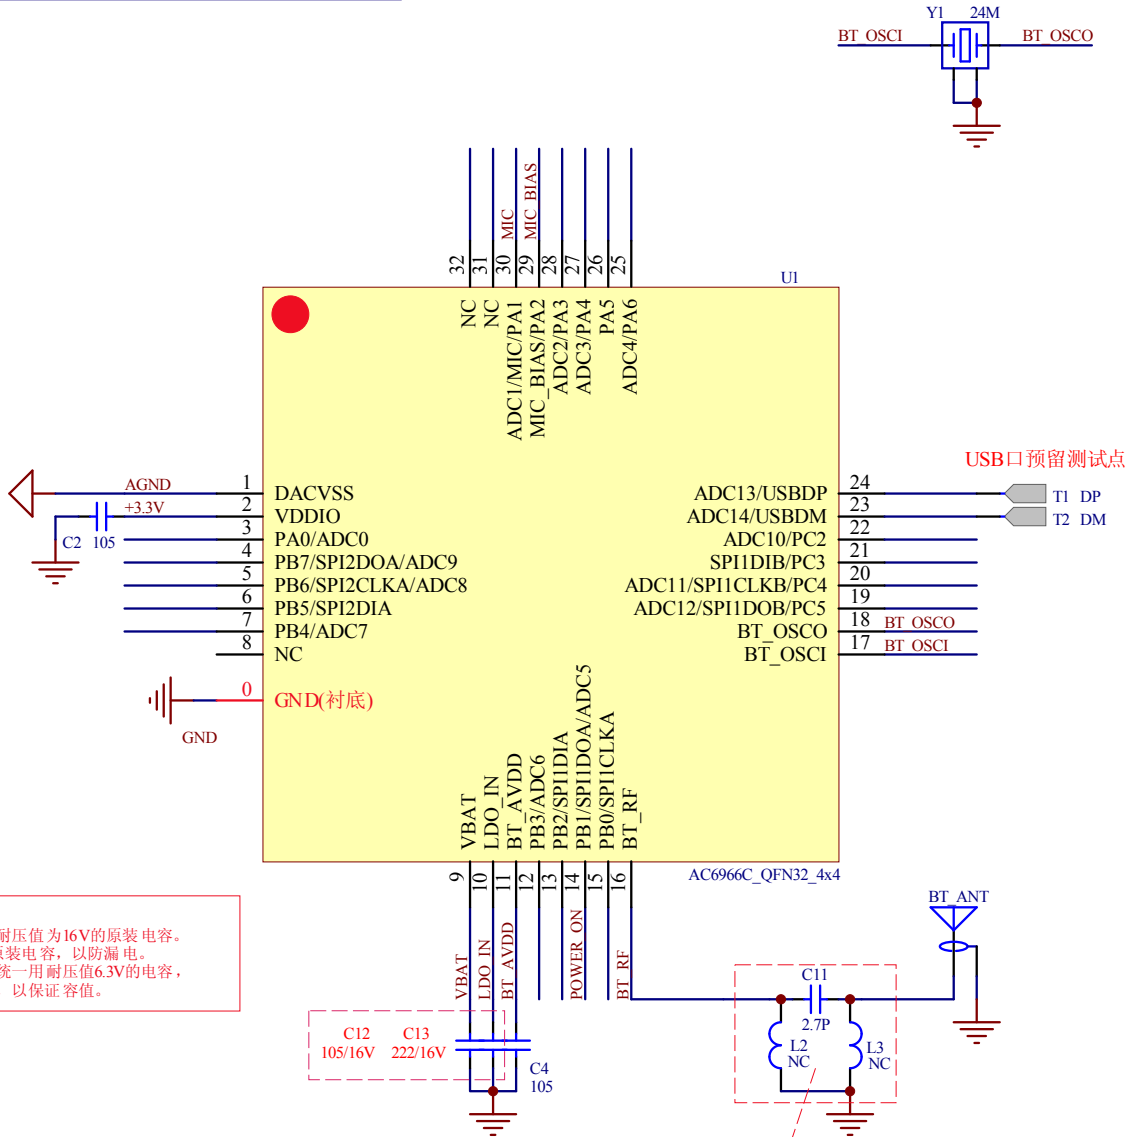 Y1 24M
BT_OSCI
BT_OSCO
MIC
MIC_BIAS
32
31
30
29
28
27
26
25
U1
NC
NC
ADC1/MIC/PA1
MIC_BIAS/PA2
ADC2/PA3
ADC3/PA4
PA5
ADC4/PA6
AGND
+3.3V
C2 105
1 DACVSS
2 VDDIO
3 PA0/ADC0
4 PB7/SPI2DOA/ADC9
5 PB6/SPI2CLKA/ADC8
6 PB5/SPI2DIA
7 PB4/ADC7
8 NC
0 GND(衬底)
GND
USB口预留测试点
ADC13/USBDP 24
T1 DP
ADC14/USBDM 23
T2 DM
ADC10/PC2 22
SPI1DIB/PC3 21
ADC11/SPI1CLKB/PC4 20
ADC12/SPI1DOB/PC5 19
BT_OSCO 18 BT_OSCO
BT_OSCI 17 BT_OSCI
VBAT
LDO_IN
BT_AVDD
PB3/ADC6
PB2/SPI1DIA
PB1/SPI1DOA/ADC5
PB0/SPI1CLKA
BT_RF
9
10
11
12
13
14
15
16
AC6966C_QFN32_4x4
VBAT
LDO_IN
BT_AVDD
POWER_ON
BT_RF
耐压值为16V的原装电容。
原装电容，以防漏电。
统一用耐压值6.3V的电容，
以保证容值。
C12 C13
105/16V 222/16V
C4
105
BT_ANT
C11
2.7P
L2
NC
L3
NC